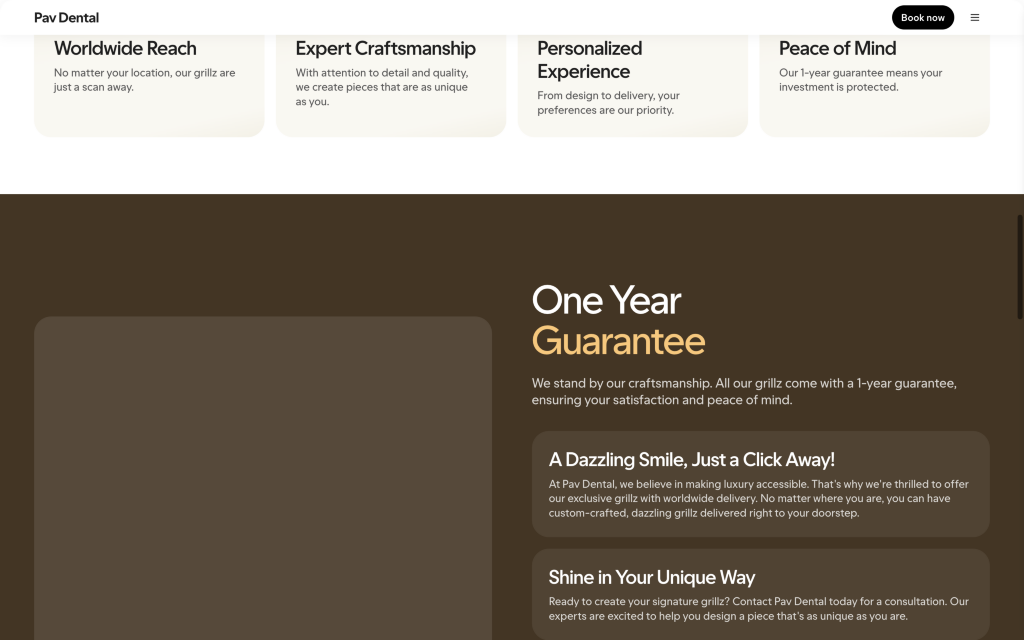 Pav Dental
Book now
Worldwide Reach
No matter your location, our grillz are
just a scan away.
Expert Craftsmanship
With attention to detail and quality,
we create pieces that are as unique
as you.
Personalized
Experience
From design to delivery, your
preferences are our priority.
Peace of Mind
Our 1-year guarantee means your
investment is protected.
One Year
Guarantee
We stand by our craftsmanship. All our grillz come with a 1-year guarantee,
ensuring your satisfaction and peace of mind.
A Dazzling Smile, Just a Click Away!
At Pav Dental, we believe in making luxury accessible. That's why we're thrilled to offer
our exclusive grillz with worldwide delivery. No matter where you are, you can have
custom-crafted, dazzling grillz delivered right to your doorstep.
Shine in Your Unique Way
Ready to create your signature grillz? Contact Pav Dental today for a consultation. Our
experts are excited to help you design a piece that's as unique as you are.